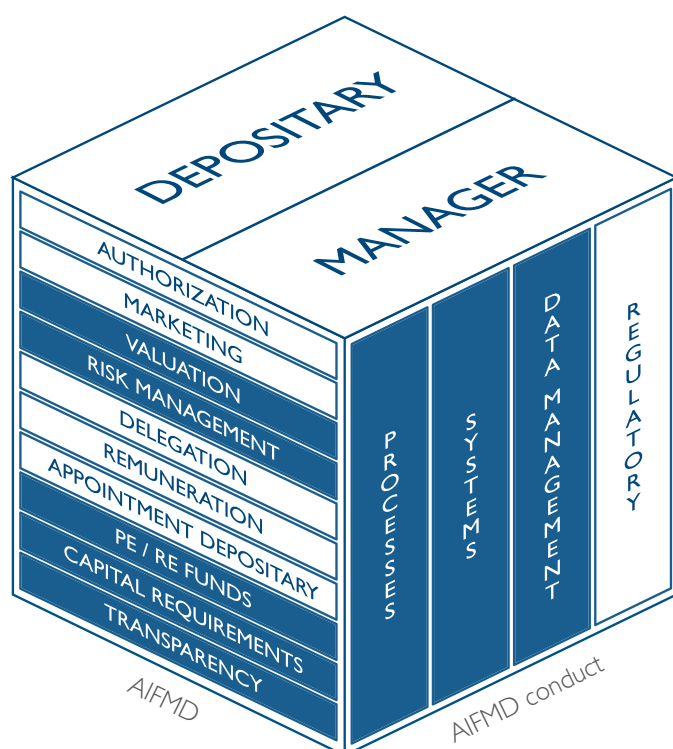 DEPOSITARY
MANAGER
AUTHORIZATION
MARKETING
VALUATION
RISK MANAGEMENT
DELEGATION
REMUNERATION
APPOINTMENT DEPOSITARY
PE / RE FUNDS
CAPITAL REQUIREMENTS
TRANSPARENCY
PROCESSES
SYSTEMS
DATA MANAGEMENT
REGULATORY
AIFMD
AIFMD conduct